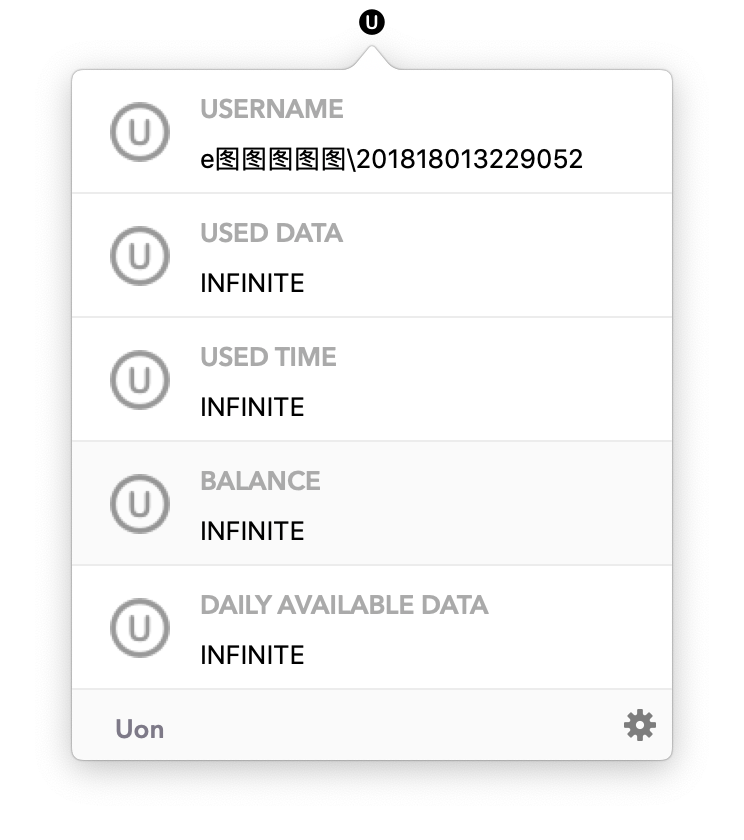 U
U
USERNAME
e图图图图图\201818013229052
U
USED DATA
INFINITE
U
USED TIME
INFINITE
U
BALANCE
INFINITE
U
DAILY AVAILABLE DATA
INFINITE
Uon